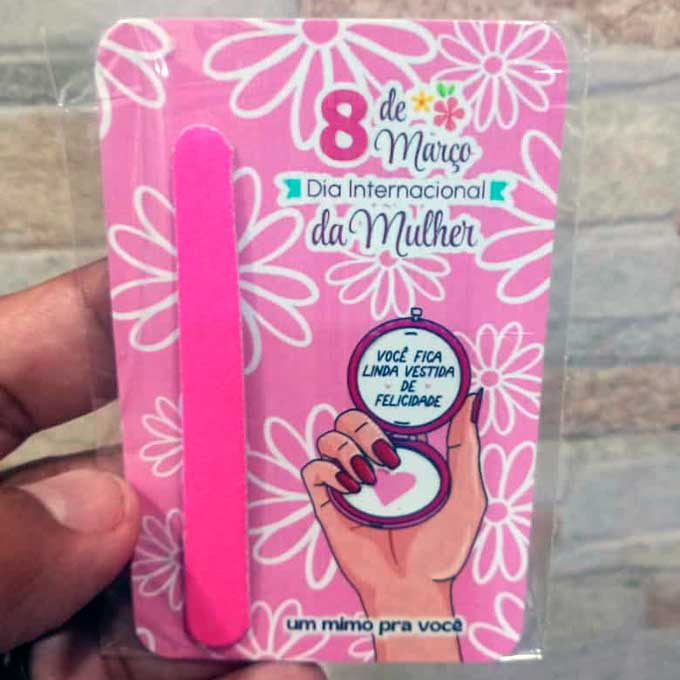 8 de
Março
Dia Internacional
da Mulher
VOCÊ FICA
LINDA VESTIDA
DE
FELICIDADE
um mimo pra você